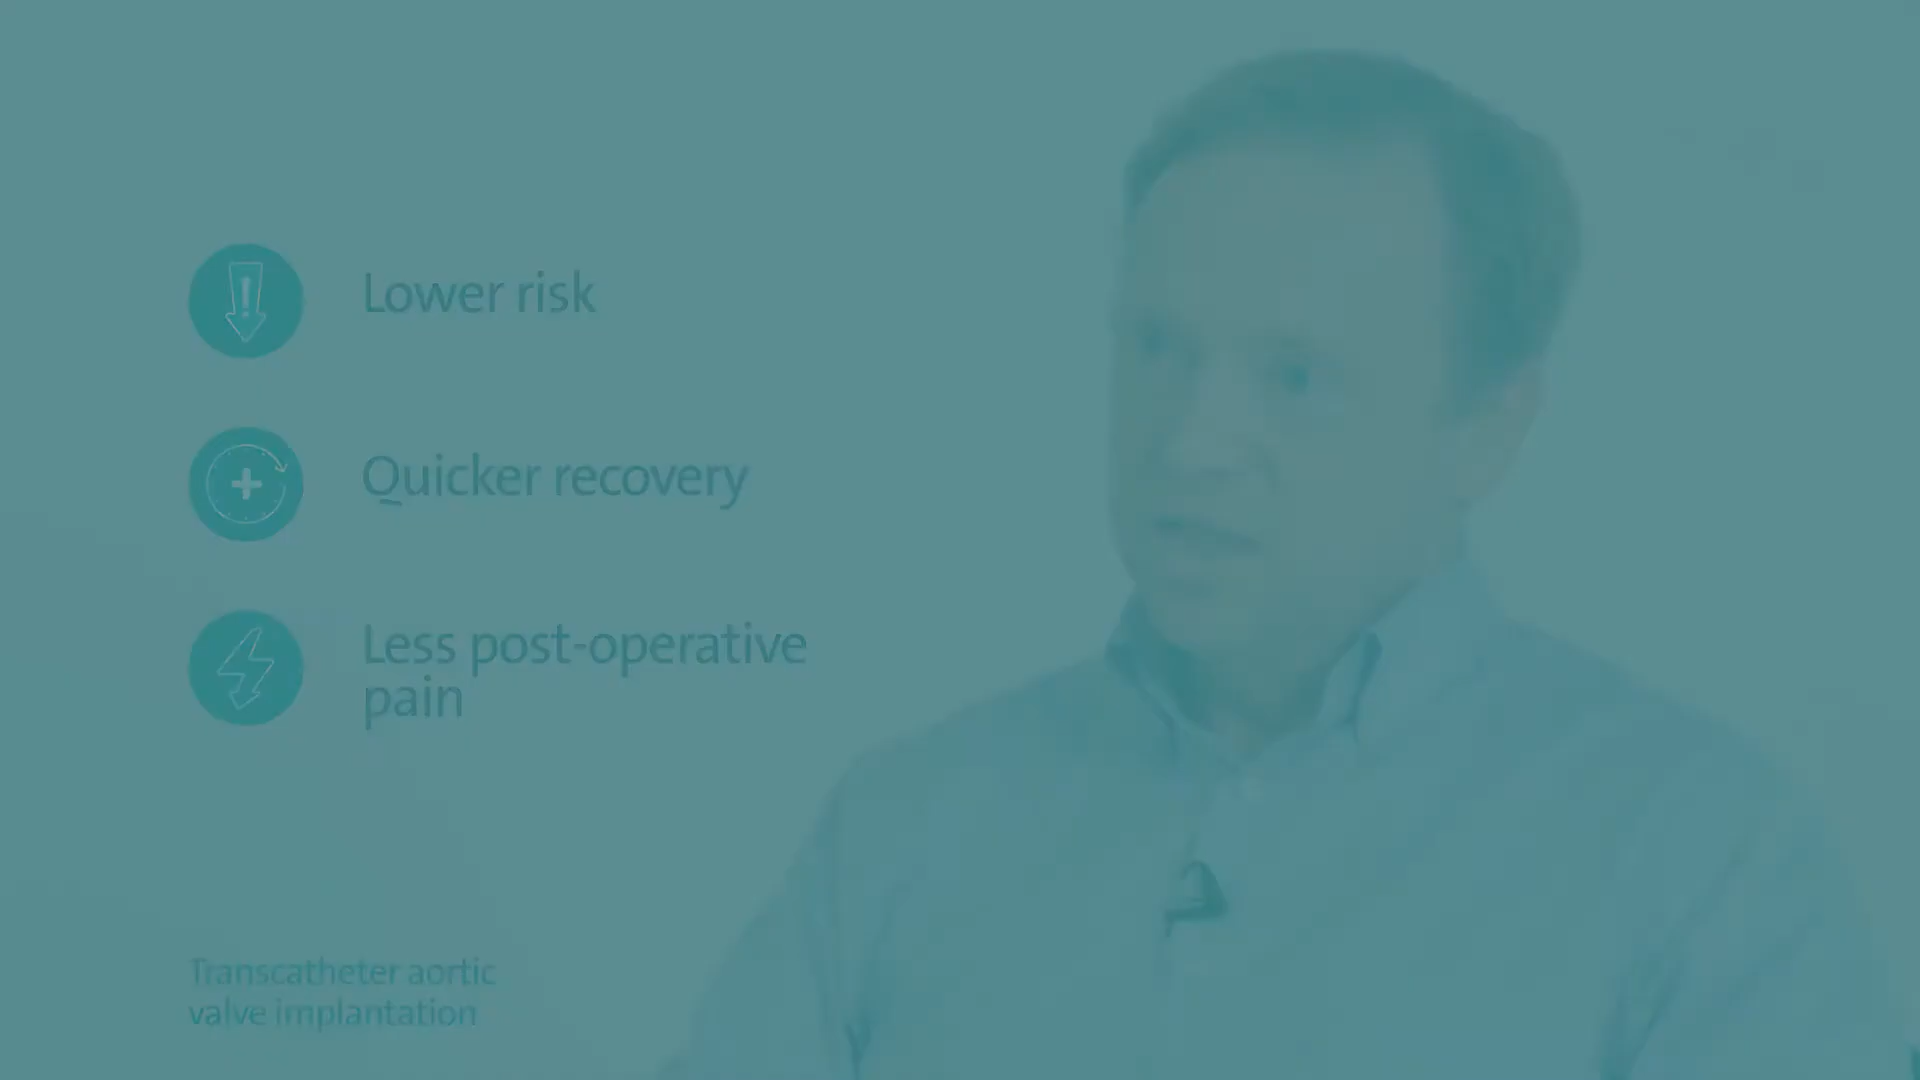 Lower risk
Quicker recovery
Less post-operative
pain
Transcatheter aortic
valve implantation